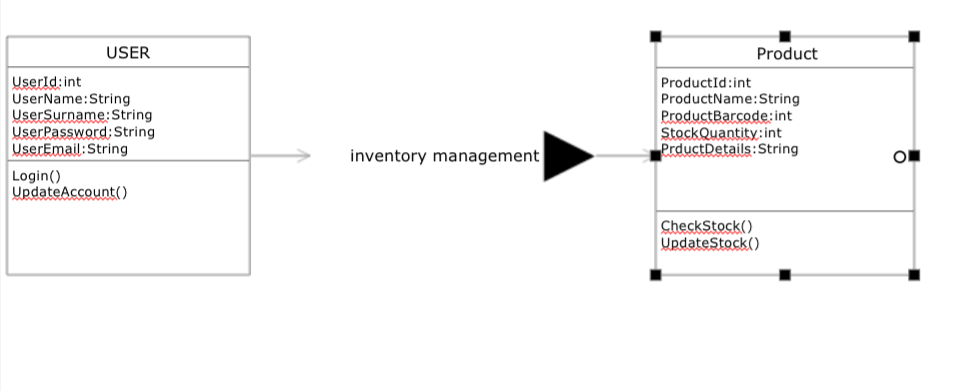 USER
UserId:int
UserName:String
UserSurname:String
UserPassword:String
UserEmail:String
Login()
UpdateAccount()
inventory management
Product
ProductId:int
ProductName:String
ProductBarcode:int
StockQuantity:int
PrductDetails:String
CheckStock()
UpdateStock()